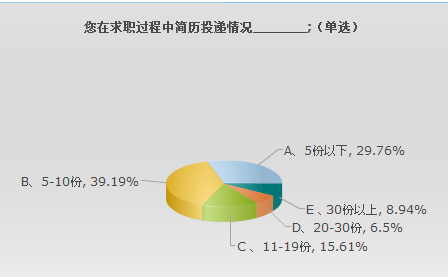 您在求职过程中简历投递情况________;（单选）
A、5份以下, 29.76%
B、5-10份, 39.19%
E、30份以上, 8.94%
D、20-30份, 6.5%
C、11-19份, 15.61%